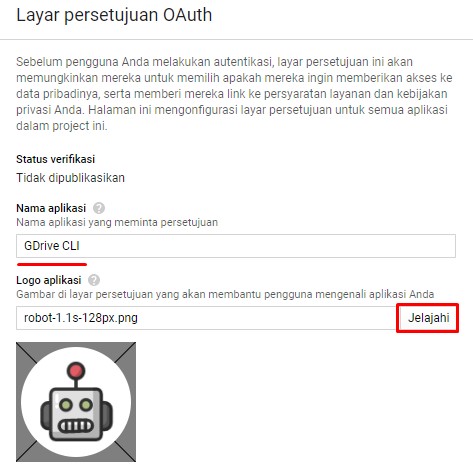 Layar persetujuan OAuth
Sebelum pengguna Anda melakukan autentikasi, layar persetujuan ini akan
memungkinkan mereka untuk memilih apakah mereka ingin memberikan akses ke
data pribadinya, serta memberi mereka link ke persyaratan layanan dan kebijakan
privasi Anda. Halaman ini mengonfigurasi layar persetujuan untuk semua aplikasi
dalam project ini.
Status verifikasi
Tidak dipublikasikan
Nama aplikasi ?
Nama aplikasi yang meminta persetujuan
GDrive CLI
Logo aplikasi ?
Gambar di layar persetujuan yang akan membantu pengguna mengenali aplikasi Anda
robot-1.1s-128px.png Jelajahi